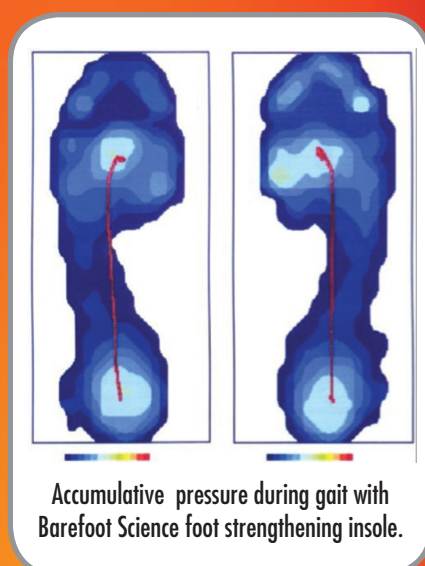 Accumulative pressure during gait with
Barefoot Science foot strengthening insole.